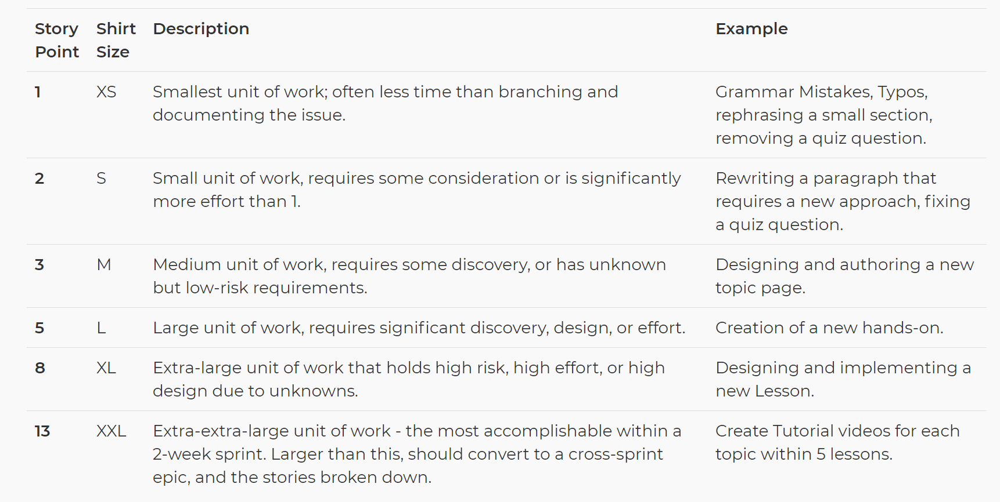 Story Point
Shirt Size
Description
Example
1
XS
Smallest unit of work; often less time than branching and
documenting the issue.
Grammar Mistakes, Typos,
rephrasing a small section,
removing a quiz question.
2
S
Small unit of work, requires some consideration or is significantly
more effort than 1.
Rewriting a paragraph that
requires a new approach, fixing
a quiz question.
3
M
Medium unit of work, requires some discovery, or has unknown
but low-risk requirements.
Designing and authoring a new
topic page.
5
L
Large unit of work, requires significant discovery, design, or effort.
Creation of a new hands-on.
8
XL
Extra-large unit of work that holds high risk, high effort, or high
design due to unknowns.
Designing and implementing a
new Lesson.
13
XXL
Extra-extra-large unit of work - the most accomplishable within a
2-week sprint. Larger than this, should convert to a cross-sprint
epic, and the stories broken down.
Create Tutorial videos for each
topic within 5 lessons.